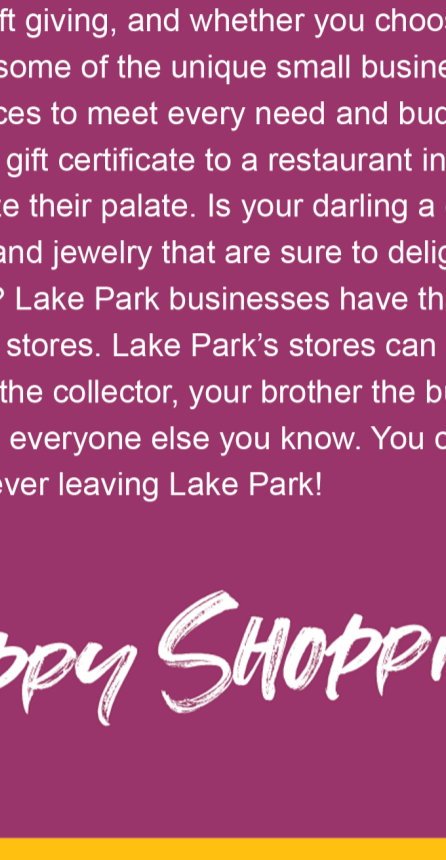 ft giving, and whether you choo
some of the unique small busine
ces to meet every need and bud
gift certificate to a restaurant in
te their palate. Is your darling a
and jewelry that are sure to delig
? Lake Park businesses have th
stores. Lake Park’s stores can
the collector, your brother the b
everyone else you know. You c
ever leaving Lake Park!
ppy Shoppi